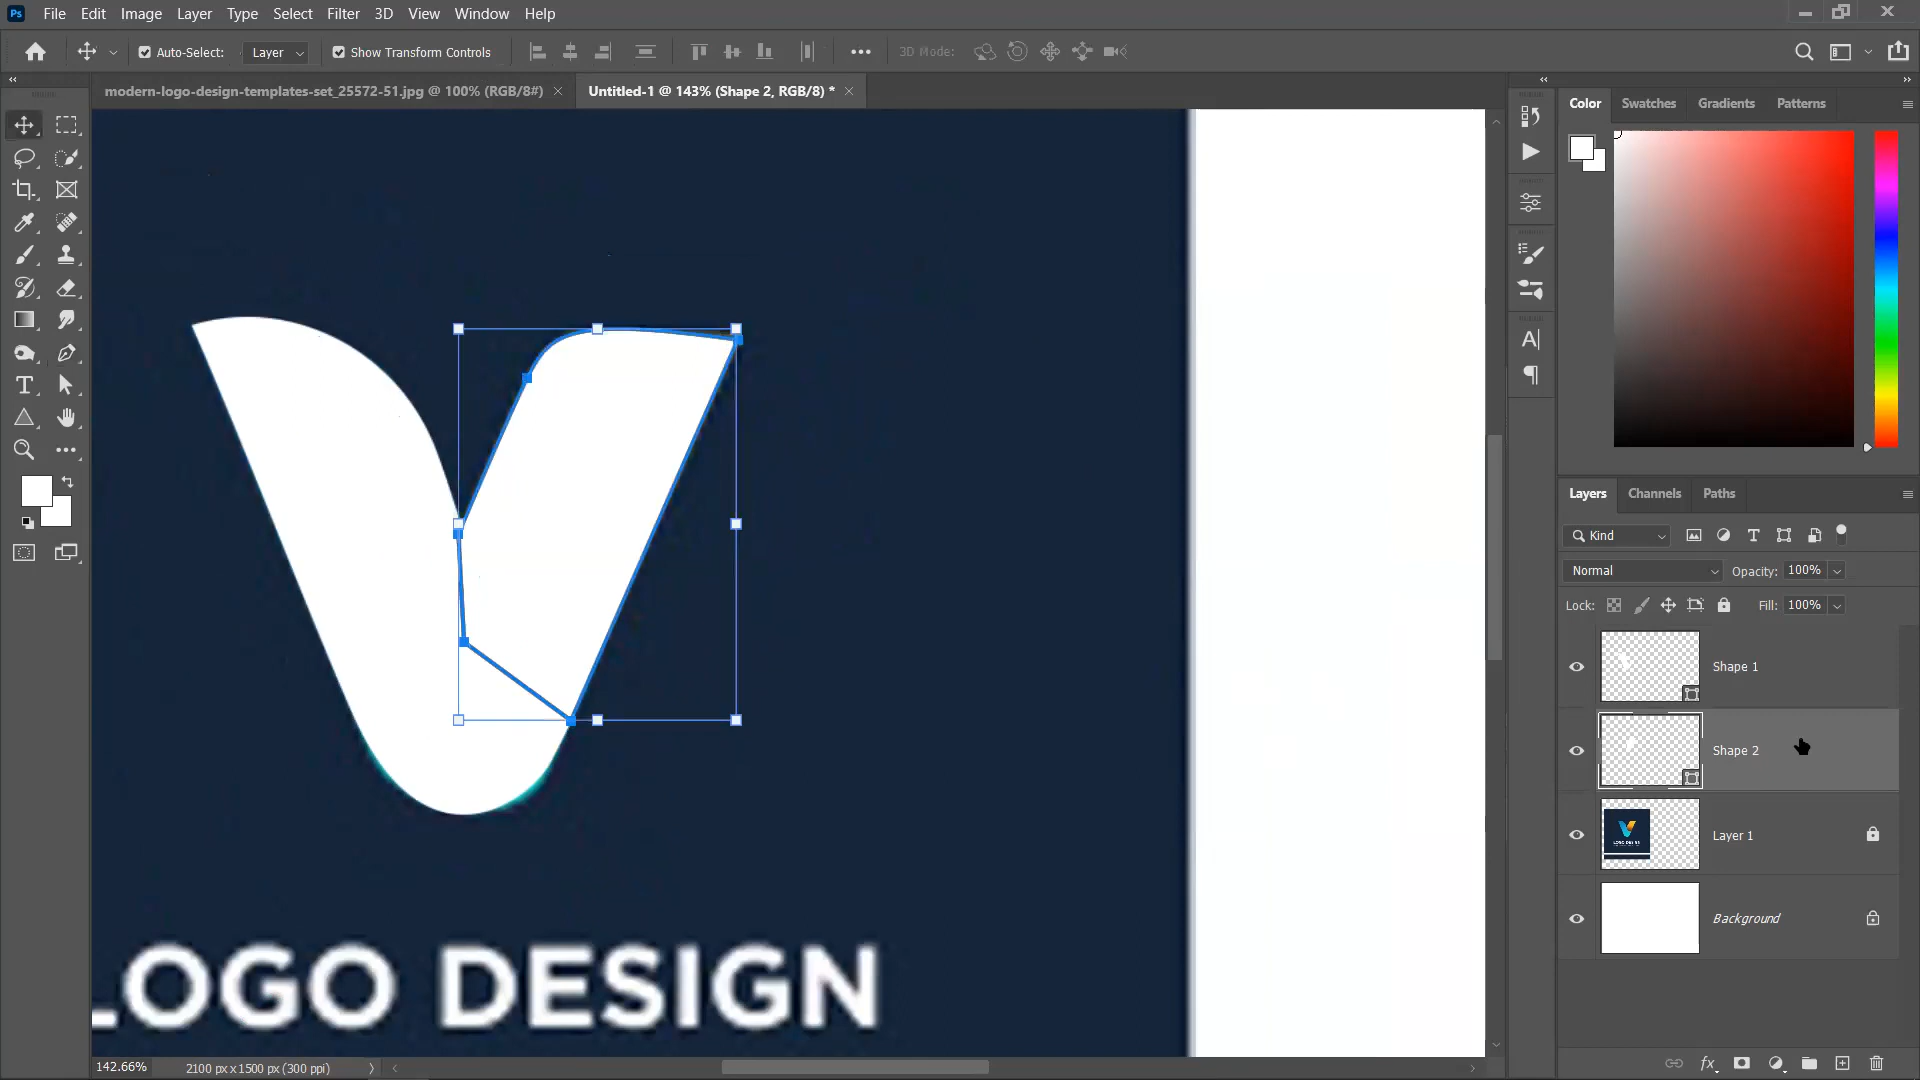 Ps File Edit Image Layer Type Select Filter 3D View Window Help
Auto-Select: Layer Show Transform Controls 3D Mode:
modern-logo-design-templates-set_25572-51.jpg @ 100% (RGB/8#) Untitled-1 @ 143% (Shape 2, RGB/8) *
Color Swatches Gradients Patterns
Layers Channels Paths
Kind
Normal Opacity: 100%
Lock: Fill: 100%
Shape 1
Shape 2
Layer 1
Background
LOGO DESIGN
142.66% 2100 px x 1500 px (300 ppi)